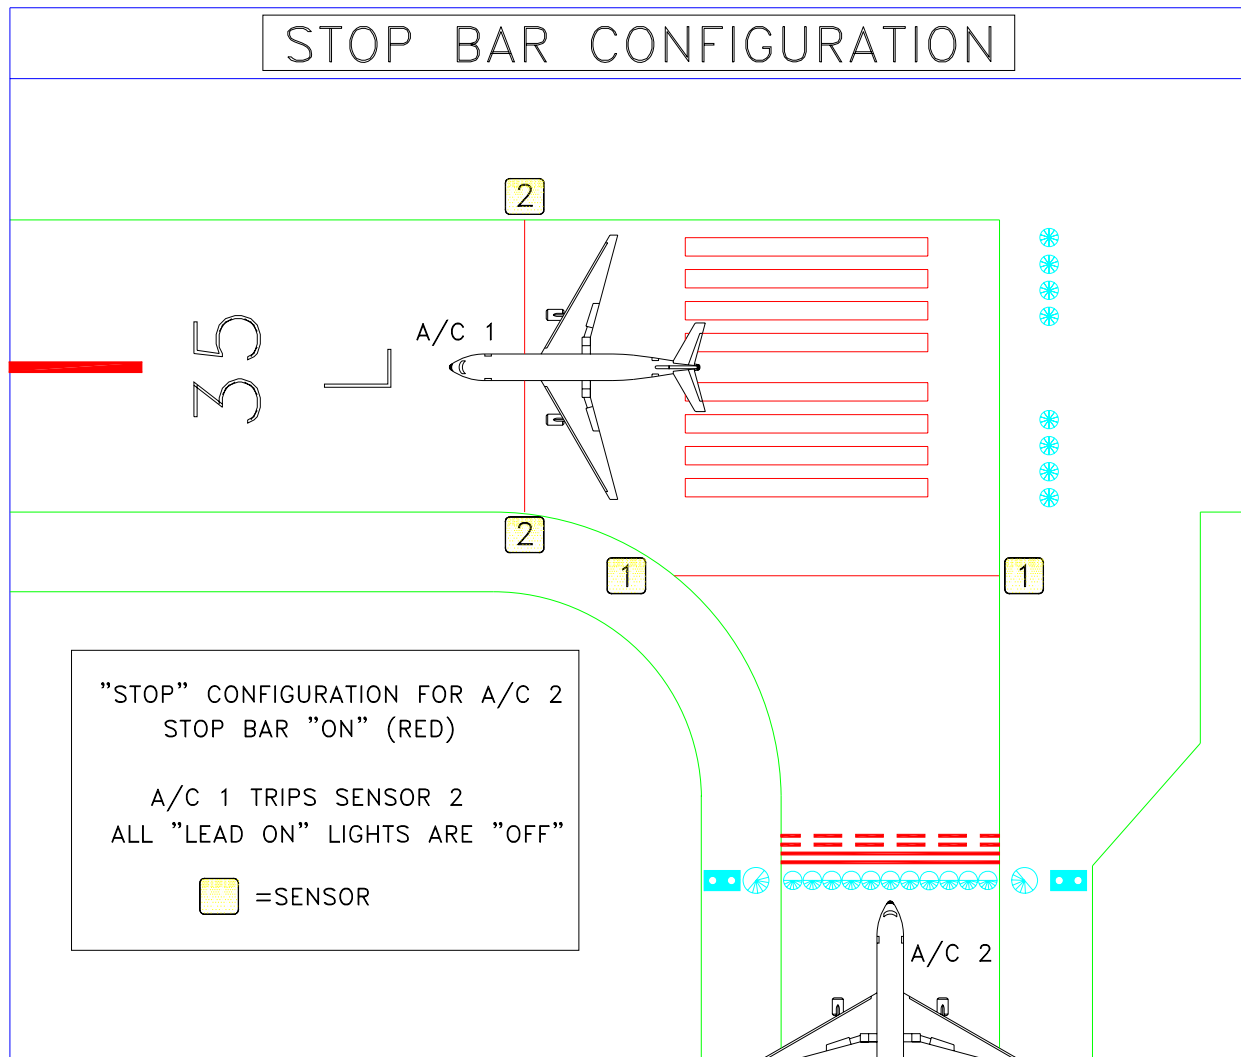 STOP BAR CONFIGURATION
2
A/C 1
35
L
2
1
1
”STOP” CONFIGURATION FOR A/C 2
STOP BAR ”ON” (RED)
A/C 1 TRIPS SENSOR 2
ALL ”LEAD ON” LIGHTS ARE ”OFF”
=SENSOR
A/C 2